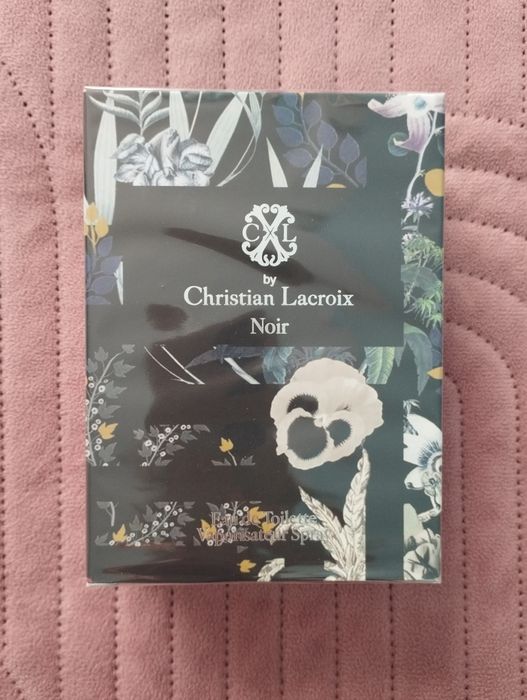 CXL
by
Christian Lacroix
Noir
Eau de Toilette
Vaporisateur Spray